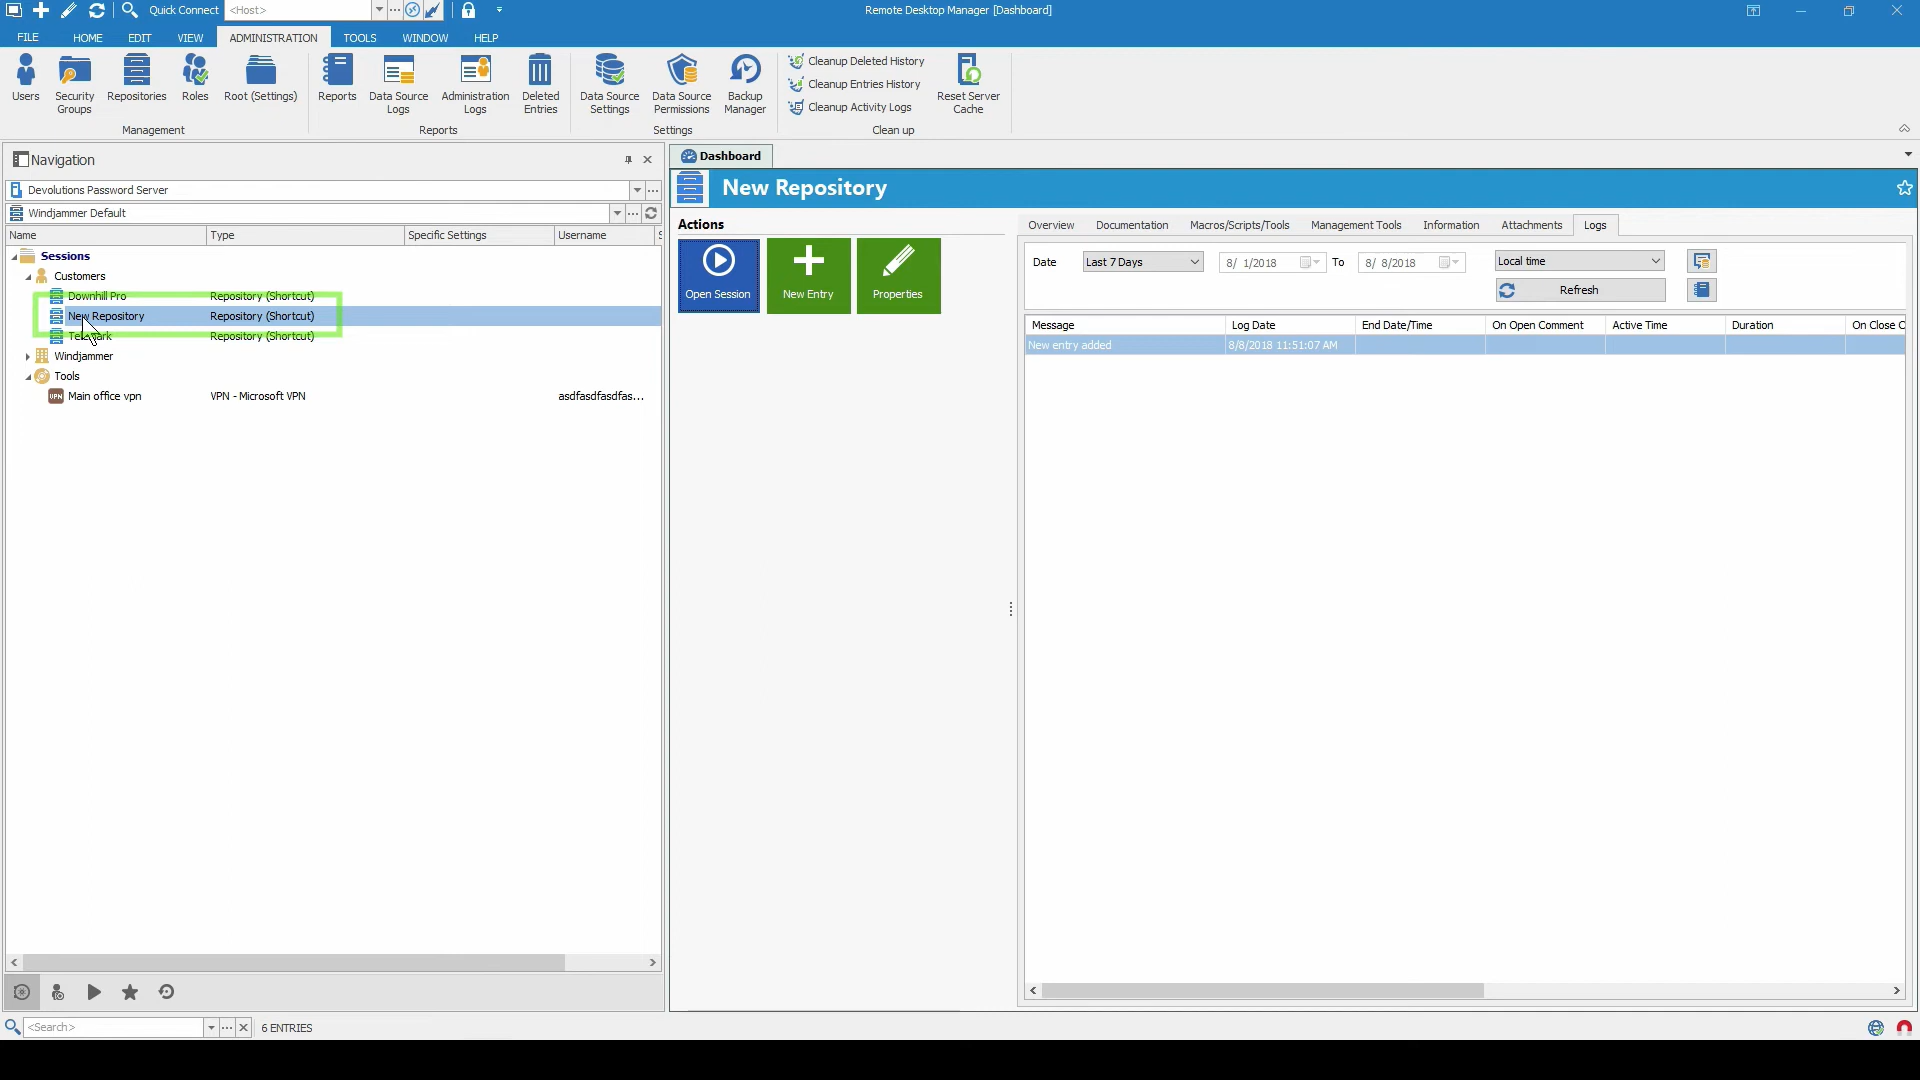 Quick Connect <Host> Remote Desktop Manager [Dashboard]
FILE HOME EDIT VIEW ADMINISTRATION TOOLS WINDOW HELP
Users
Security Groups
Repositories
Roles
Root (Settings)
Management
Reports
Data Source Logs
Administration Logs
Deleted Entries
Reports
Data Source Settings
Data Source Permissions
Backup Manager
Settings
Cleanup Deleted History
Cleanup Entries History
Cleanup Activity Logs
Clean up
Reset Server Cache
Navigation
Devolutions Password Server
Windjammer Default
Name Type Specific Settings Username
Sessions
Customers
Downhill Pro Repository (Shortcut)
New Repository Repository (Shortcut)
Telemark Repository (Shortcut)
Windjammer
Tools
VPN Main office vpn VPN - Microsoft VPN asdfasdfasdfas...
<Search> 6 ENTRIES
Dashboard
New Repository
Actions
Open Session
New Entry
Properties
Overview Documentation Macros/Scripts/Tools Management Tools Information Attachments Logs
Date Last 7 Days 8/ 1/2018 To 8/ 8/2018 Local time
Refresh
Message Log Date End Date/Time On Open Comment Active Time Duration On Close C
New entry added 8/8/2018 11:51:07 AM